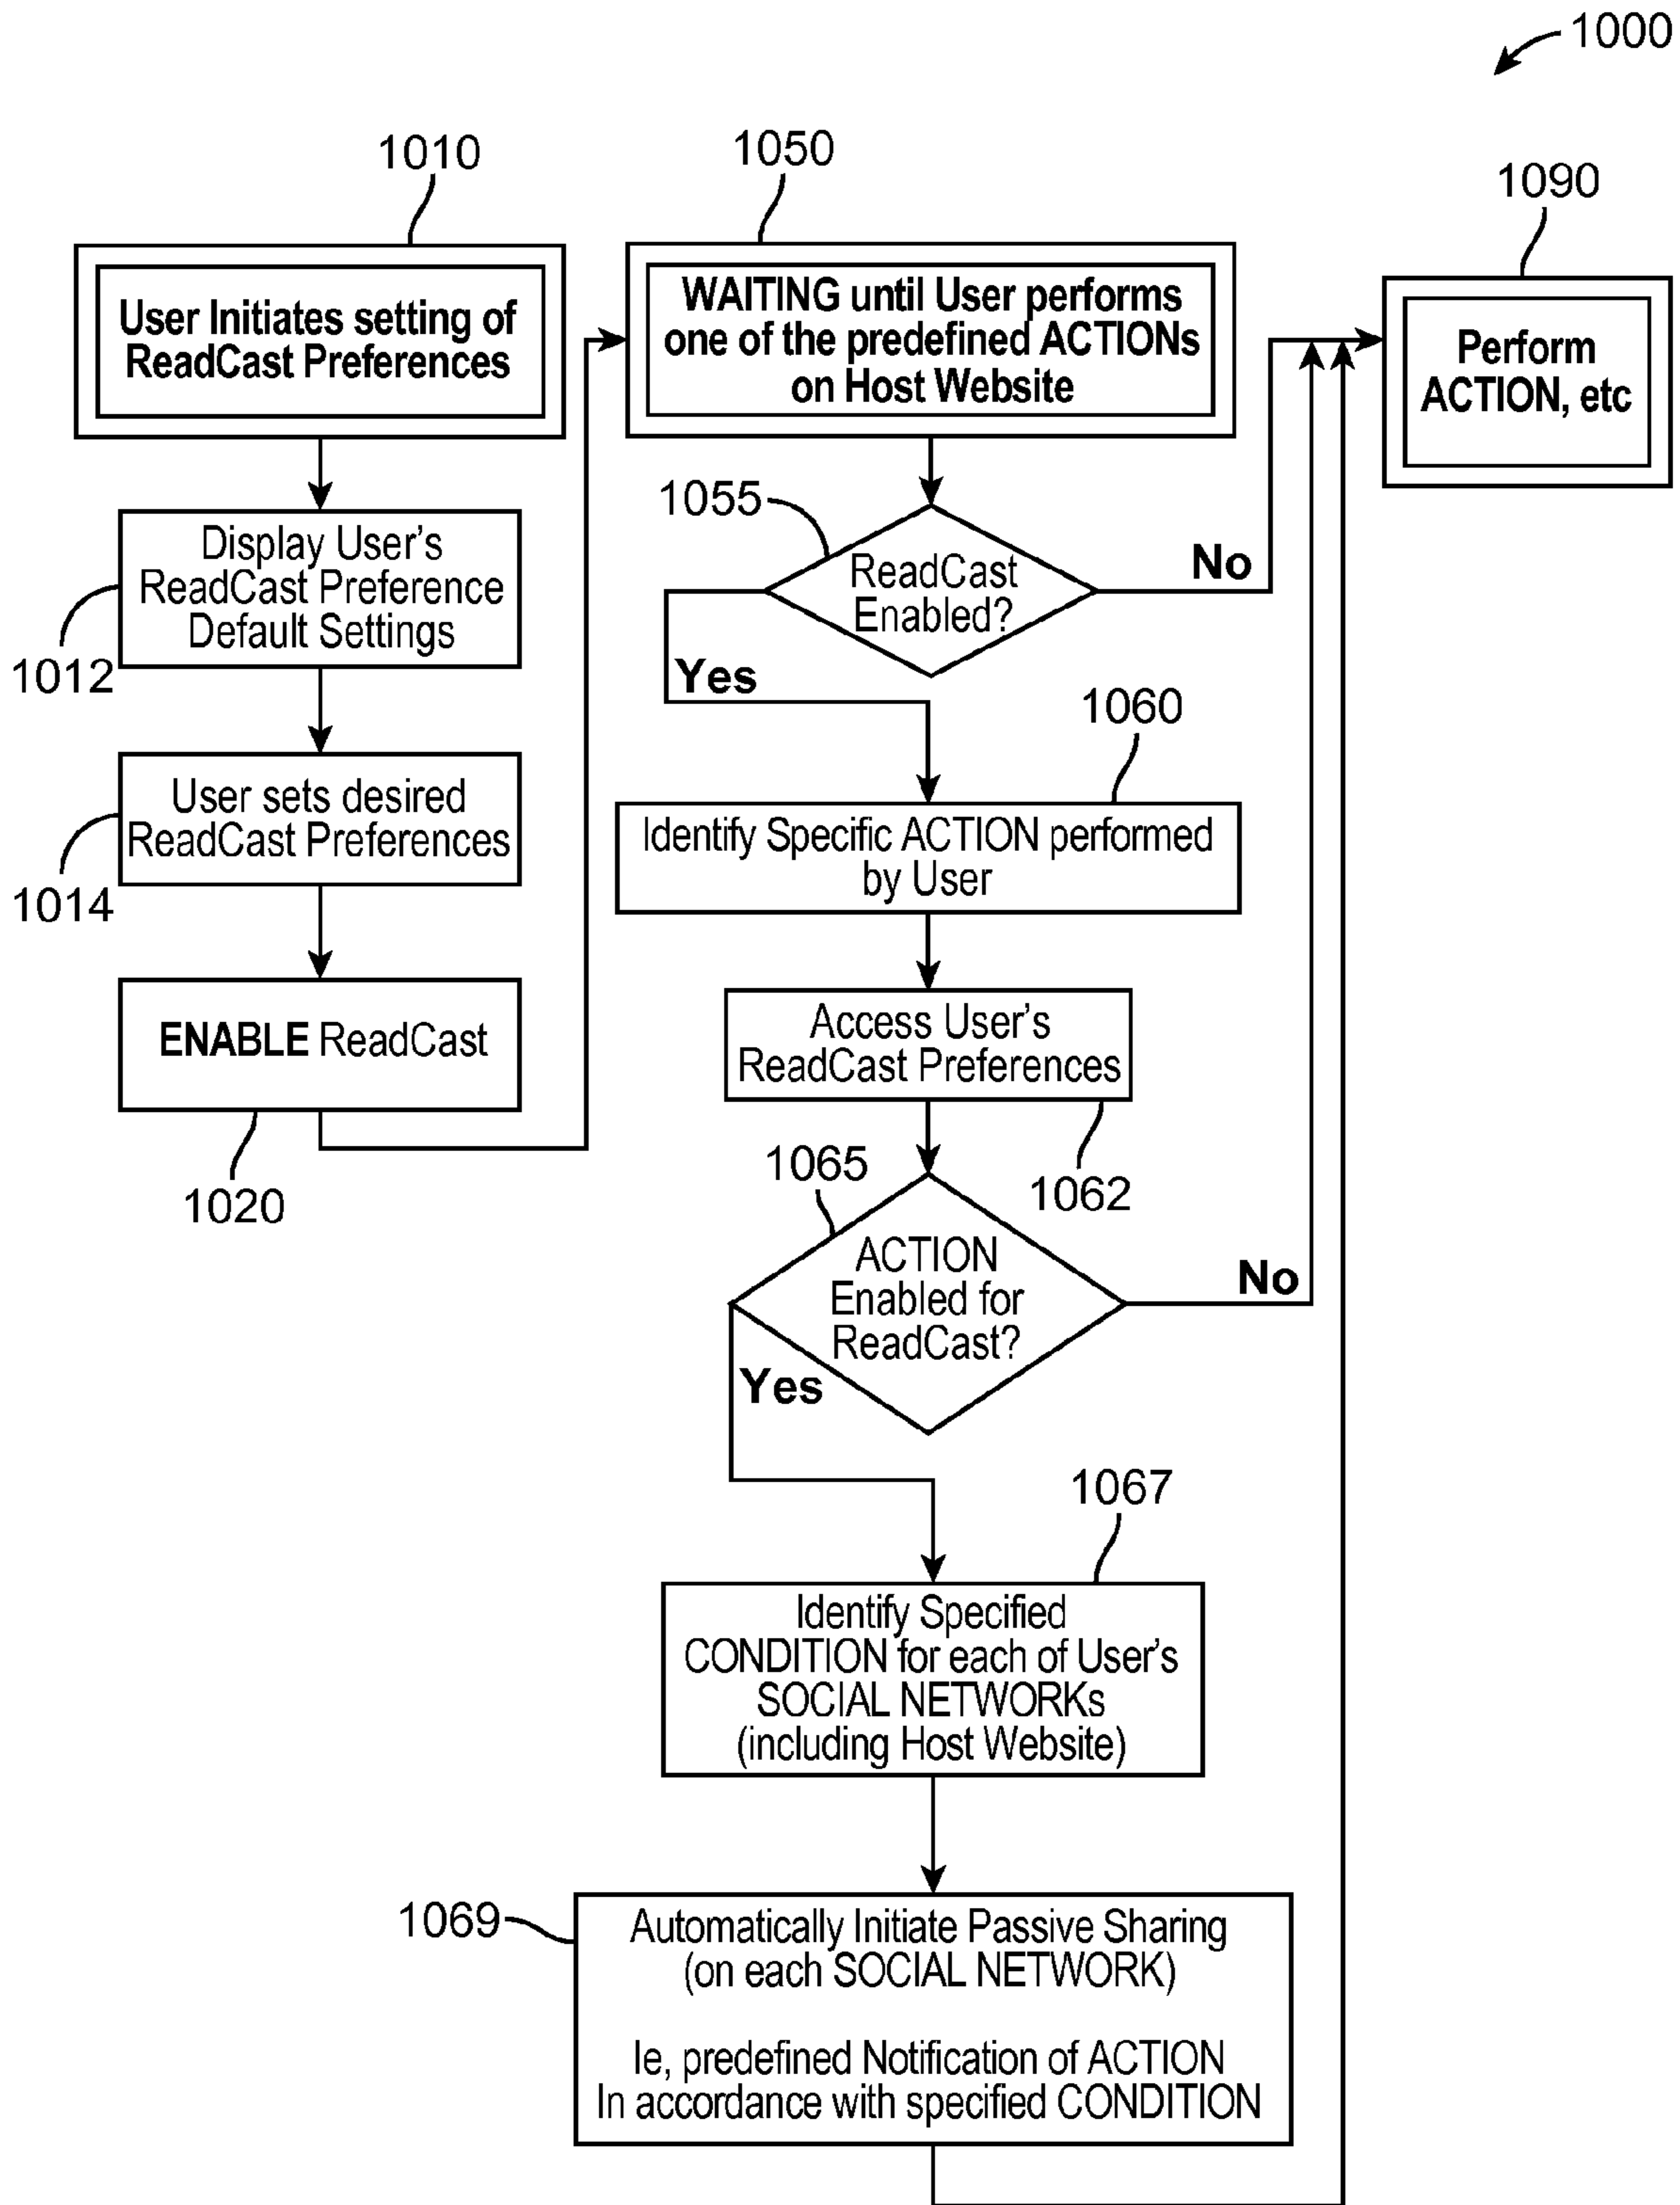 1000
1010
User Initiates setting of
ReadCast Preferences
Display User's
ReadCast Preference
Default Settings
1012
User sets desired
ReadCast Preferences
1014
ENABLE ReadCast
1020
1050
WAITING until User performs
one of the predefined ACTIONs
on Host Website
1055
ReadCast
Enabled?
No
Yes
1060
Identify Specific ACTION performed
by User
Access User's
ReadCast Preferences
1062
1065
ACTION
Enabled for
ReadCast?
No
Yes
1067
Identify Specified
CONDITION for each of User's
SOCIAL NETWORKs
(including Host Website)
1069
Automatically Initiate Passive Sharing
(on each SOCIAL NETWORK)
Ie, predefined Notification of ACTION
In accordance with specified CONDITION
1090
Perform
ACTION, etc